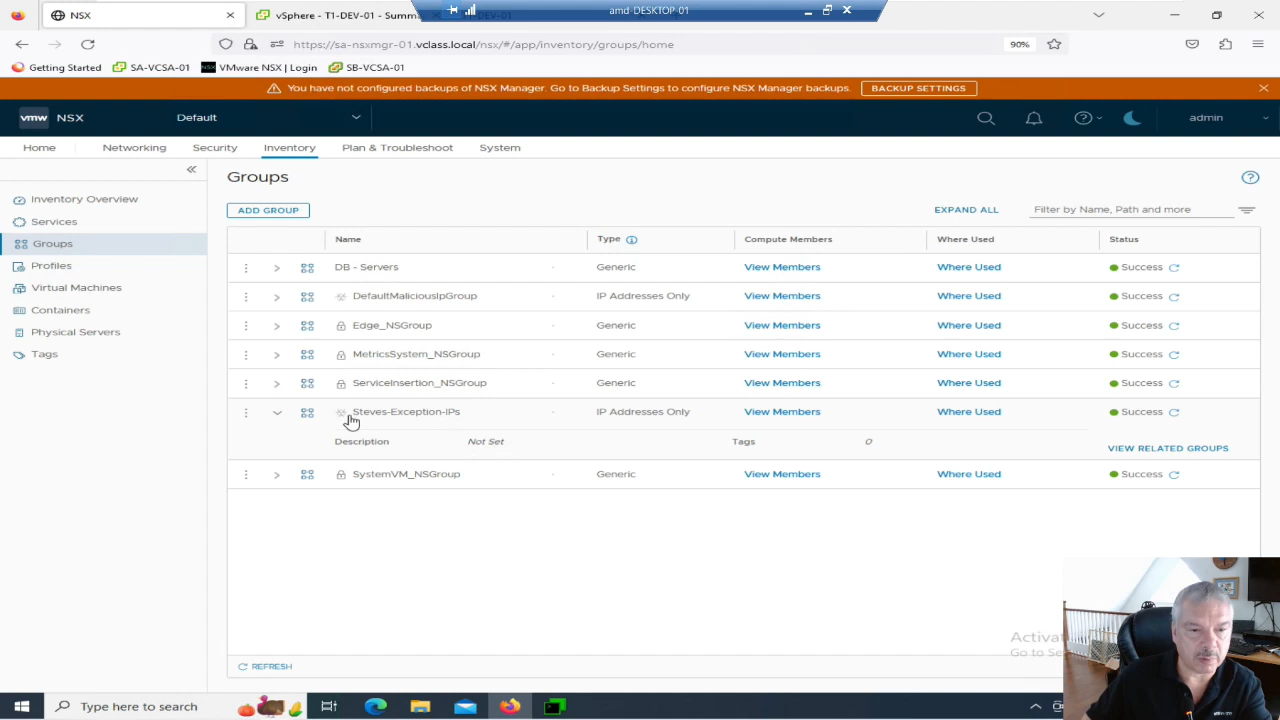 NSX
vSphere - T1-DEV-01 - Summa
amd-DESKTOP-01
https://sa-nsxmgr-01.vclass.local/nsx/#/app/inventory/groups/home
90%
Getting Started
SA-VCSA-01
VMware NSX | Login
SB-VCSA-01
You have not configured backups of NSX Manager. Go to Backup Settings to configure NSX Manager backups.
BACKUP SETTINGS
vmw NSX
Default
admin
Home
Networking
Security
Inventory
Plan & Troubleshoot
System
Inventory Overview
Services
Groups
Profiles
Virtual Machines
Containers
Physical Servers
Tags
Groups
ADD GROUP
EXPAND ALL
Filter by Name, Path and more
Name Type Compute Members Where Used Status
DB - Servers Generic View Members Where Used Success
DefaultMaliciousIpGroup IP Addresses Only View Members Where Used Success
Edge_NSGroup Generic View Members Where Used Success
MetricsSystem_NSGroup Generic View Members Where Used Success
ServiceInsertion_NSGroup Generic View Members Where Used Success
Steves-Exception-IPs IP Addresses Only View Members Where Used Success
Description Not Set Tags 0
VIEW RELATED GROUPS
SystemVM_NSGroup Generic View Members Where Used Success
REFRESH
Type here to search